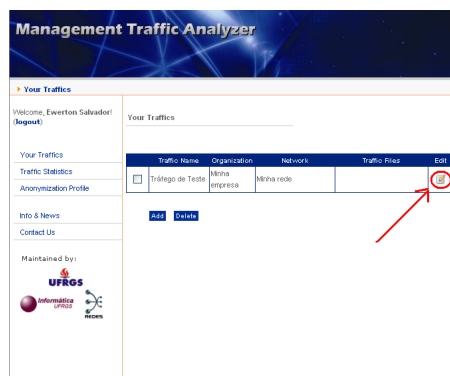 Management Traffic Analyzer
Your Traffics
Welcome, Ewerton Salvador!
(logout)
Your Traffics
Your Traffics
Traffic Statistics
Anonymization Profile
Info & News
Contact Us
Maintained by:
UFRGS
Informática
UFRGS
REDES
Traffic Name Organization Network Traffic Files Edit
Tráfego de Teste Minha empresa Minha rede
Add Delete